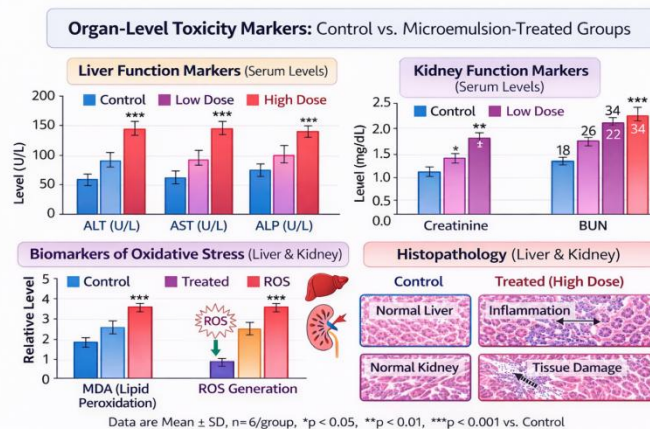 Organ-Level Toxicity Markers: Control vs. Microemulsion-Treated Groups
Liver Function Markers (Serum Levels)
Control Low Dose High Dose
Level (U/L)
200
150
100
50
0
***
***
***
ALT (U/L) AST (U/L) ALP (U/L)
Kidney Function Markers
(Serum Levels)
Control Low Dose
Level (mg/dL)
2.5
2.0
1.5
1.0
0.5
0.0
*
**
±
18
26
34
22
***
34
Creatinine BUN
Biomarkers of Oxidative Stress (Liver & Kidney)
Control Treated ROS
Relative Level
5
4
3
2
1
0
***
ROS
***
MDA (Lipid
Peroxidation)
ROS Generation
Histopathology (Liver & Kidney)
Control Treated (High Dose)
Normal Liver Inflammation
Normal Kidney Tissue Damage
Data are Mean ± SD, n=6/group, *p < 0.05, **p < 0.01, ***p < 0.001 vs. Control